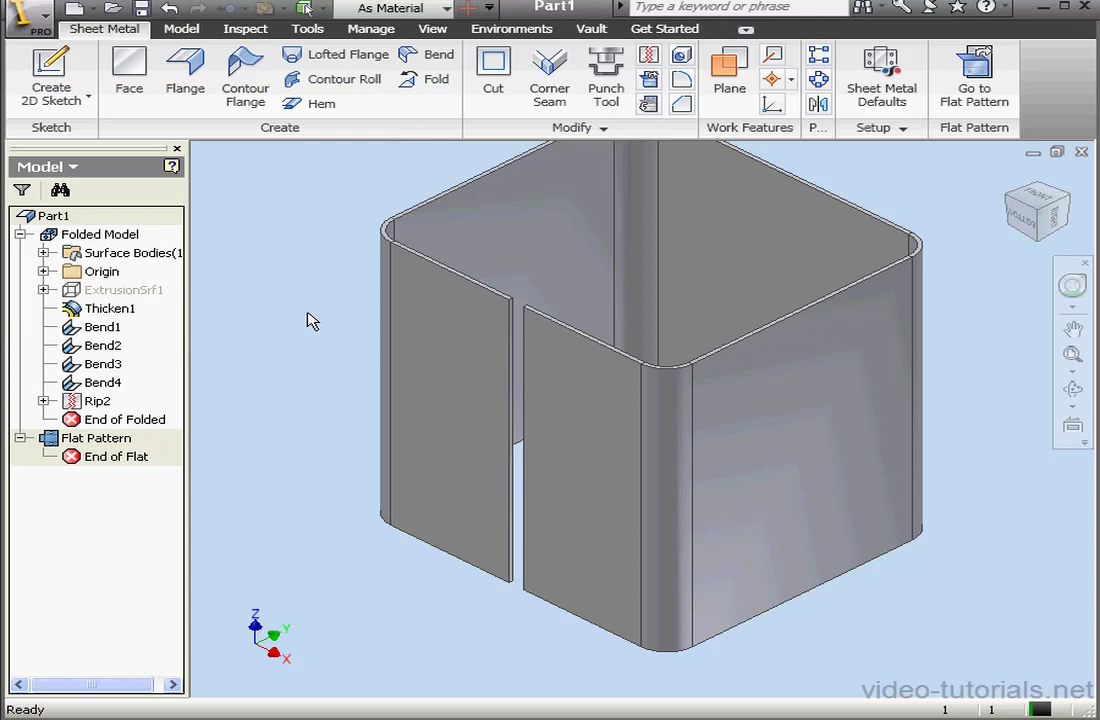 PRO
As Material
Part1
Type a keyword or phrase
Sheet Metal
Model
Inspect
Tools
Manage
View
Environments
Vault
Get Started
Create
2D Sketch
Face
Flange
Contour
Flange
Lofted Flange
Contour Roll
Hem
Bend
Fold
Cut
Corner
Seam
Punch
Tool
Plane
Sheet Metal
Defaults
Go to
Flat Pattern
Sketch
Create
Modify
Work Features
P...
Setup
Flat Pattern
Model
Part1
Folded Model
Surface Bodies(1
Origin
ExtrusionSrf1
Thicken1
Bend1
Bend2
Bend3
Bend4
Rip2
End of Folded
Flat Pattern
End of Flat
FRONT
RIGHT
BOTTOM
Z
Y
X
video-tutorials.net
Ready
1
1